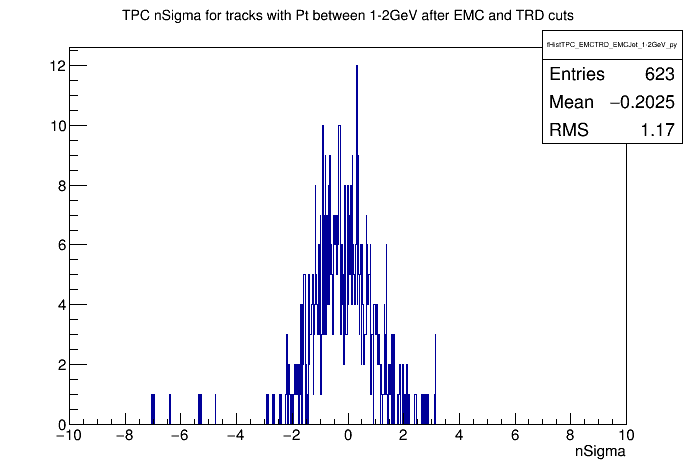 TPC nSigma for tracks with Pt between 1-2GeV after EMC and TRD cuts
fHistTPC_EMCTRD_EMCJet_1-2GeV_py
Entries 623
Mean −0.2025
RMS 1.17
12
10
8
6
4
2
0
−10 −8 −6 −4 −2 0 2 4 6 8 10
nSigma